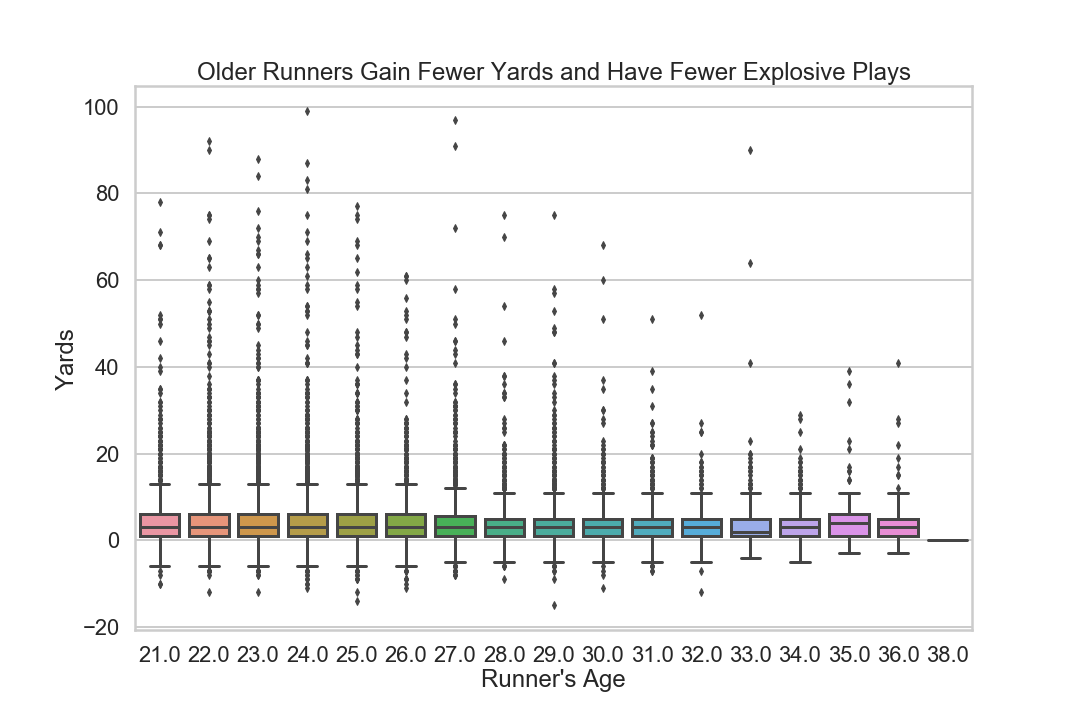 Older Runners Gain Fewer Yards and Have Fewer Explosive Plays
100
80
60
40
20
0
−20
Yards
21.0 22.0 23.0 24.0 25.0 26.0 27.0 28.0 29.0 30.0 31.0 32.0 33.0 34.0 35.0 36.0 38.0
Runner's Age